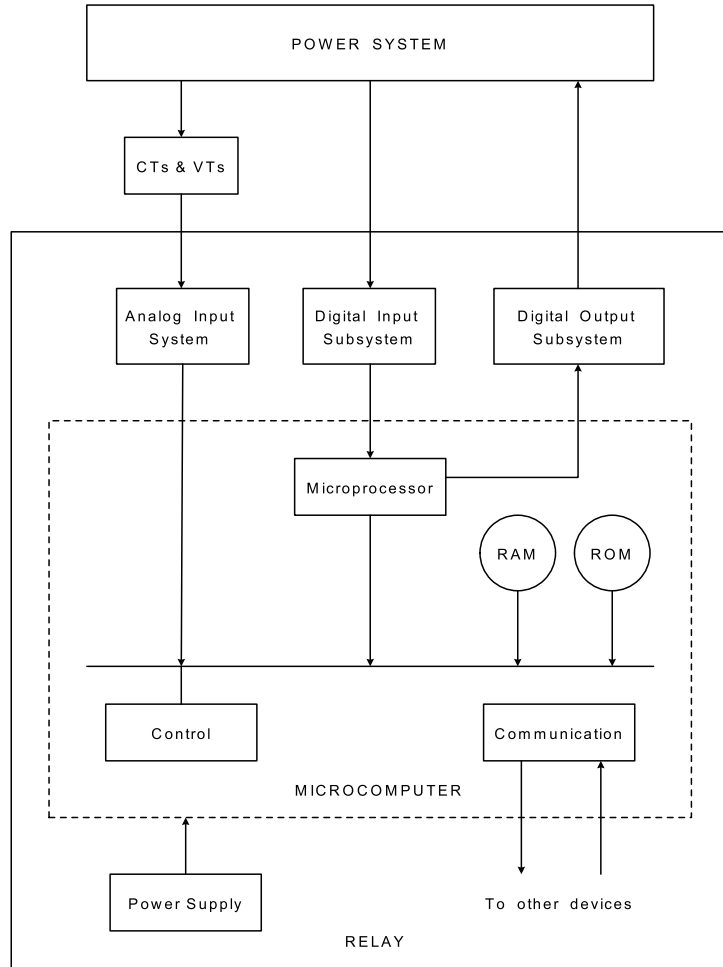 POWER SYSTEM
CTs & VTs
Analog Input
System
Digital Input
Subsystem
Digital Output
Subsystem
Microprocessor
RAM
ROM
Control
Communication
MICROCOMPUTER
Power Supply
To other devices
RELAY